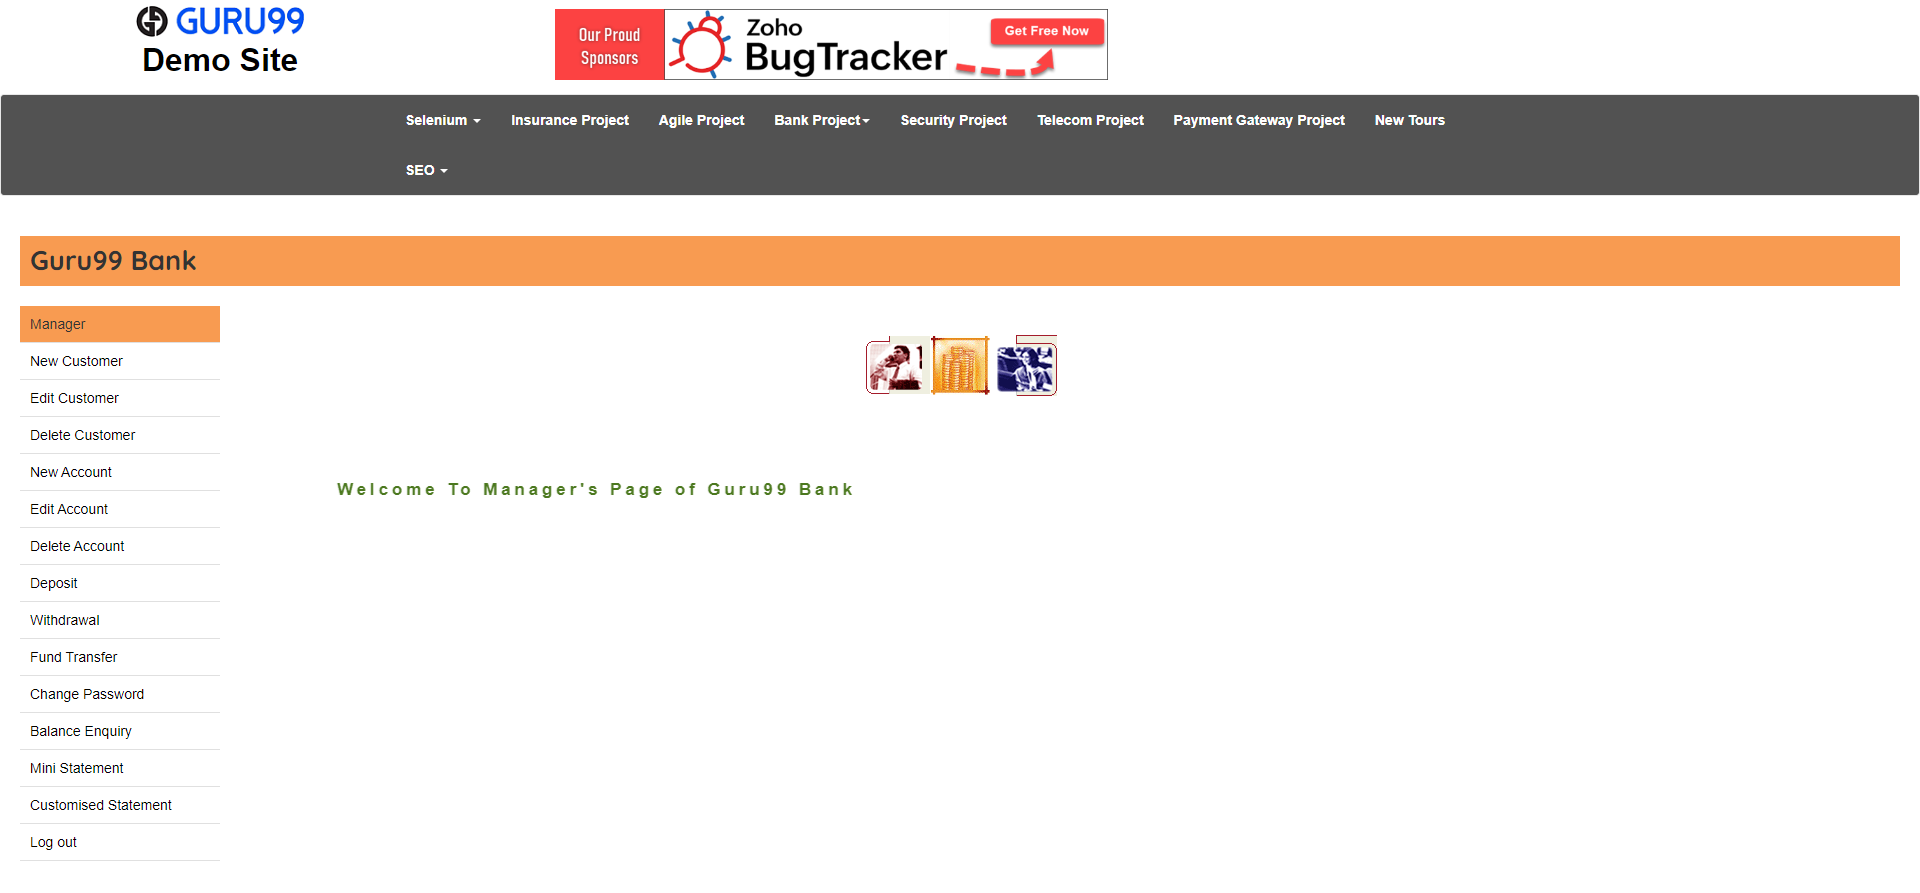 GURU99
Demo Site
Our Proud
Sponsors
Zoho
BugTracker
Get Free Now
Selenium Insurance Project Agile Project Bank Project Security Project Telecom Project Payment Gateway Project New Tours
SEO
Guru99 Bank
Manager
New Customer
Edit Customer
Delete Customer
New Account
Edit Account
Delete Account
Deposit
Withdrawal
Fund Transfer
Change Password
Balance Enquiry
Mini Statement
Customised Statement
Log out
Welcome To Manager's Page of Guru99 Bank